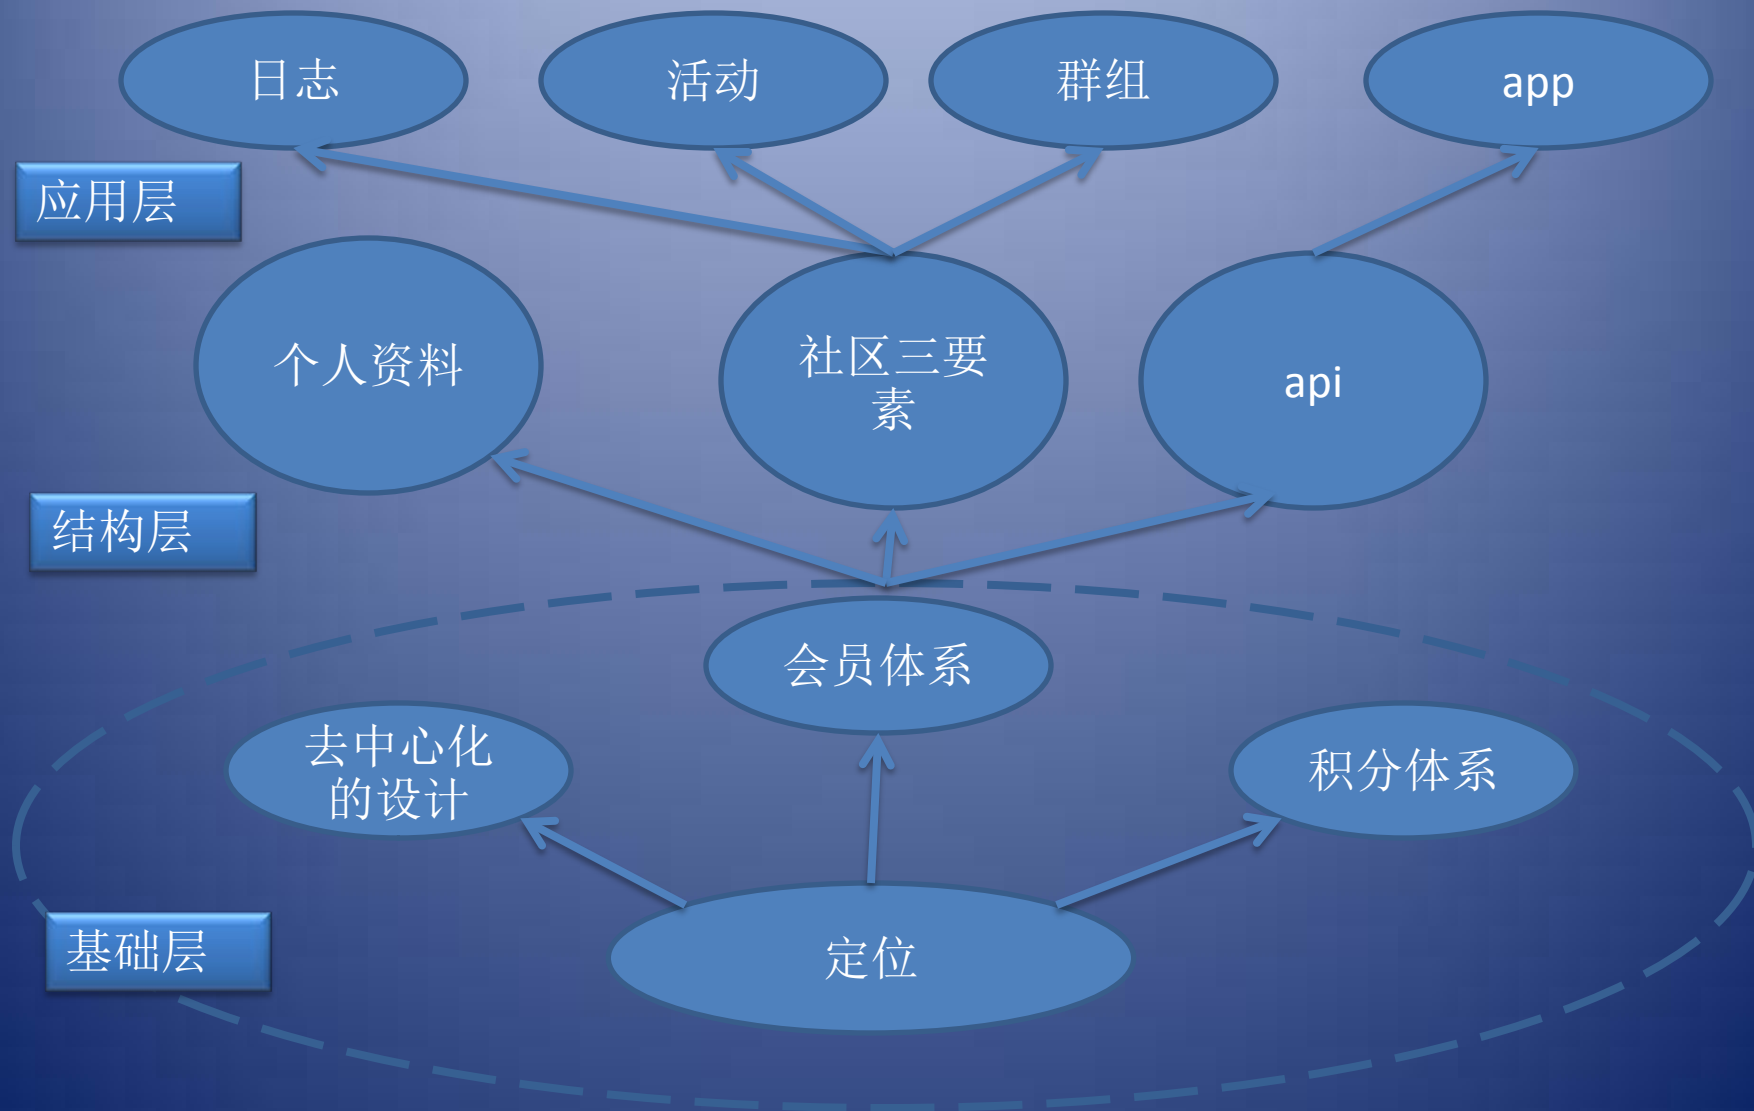 日志
活动
群组
app
应用层
个人资料
社区三要
素
api
结构层
会员体系
去中心化
的设计
积分体系
基础层
定位